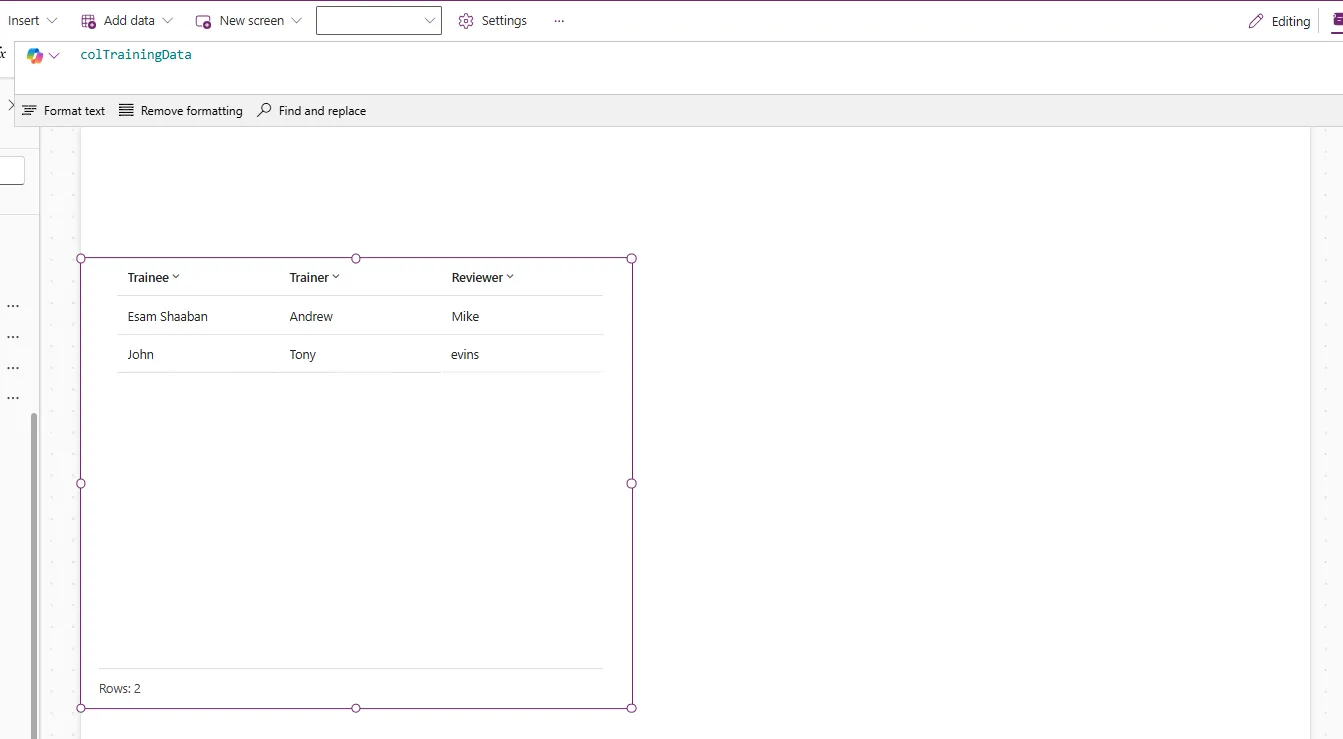 Insert Add data New screen Settings ... Editing
colTrainingData
Format text Remove formatting Find and replace
Trainee Trainer Reviewer
Esam Shaaban Andrew Mike
John Tony evins
Rows: 2